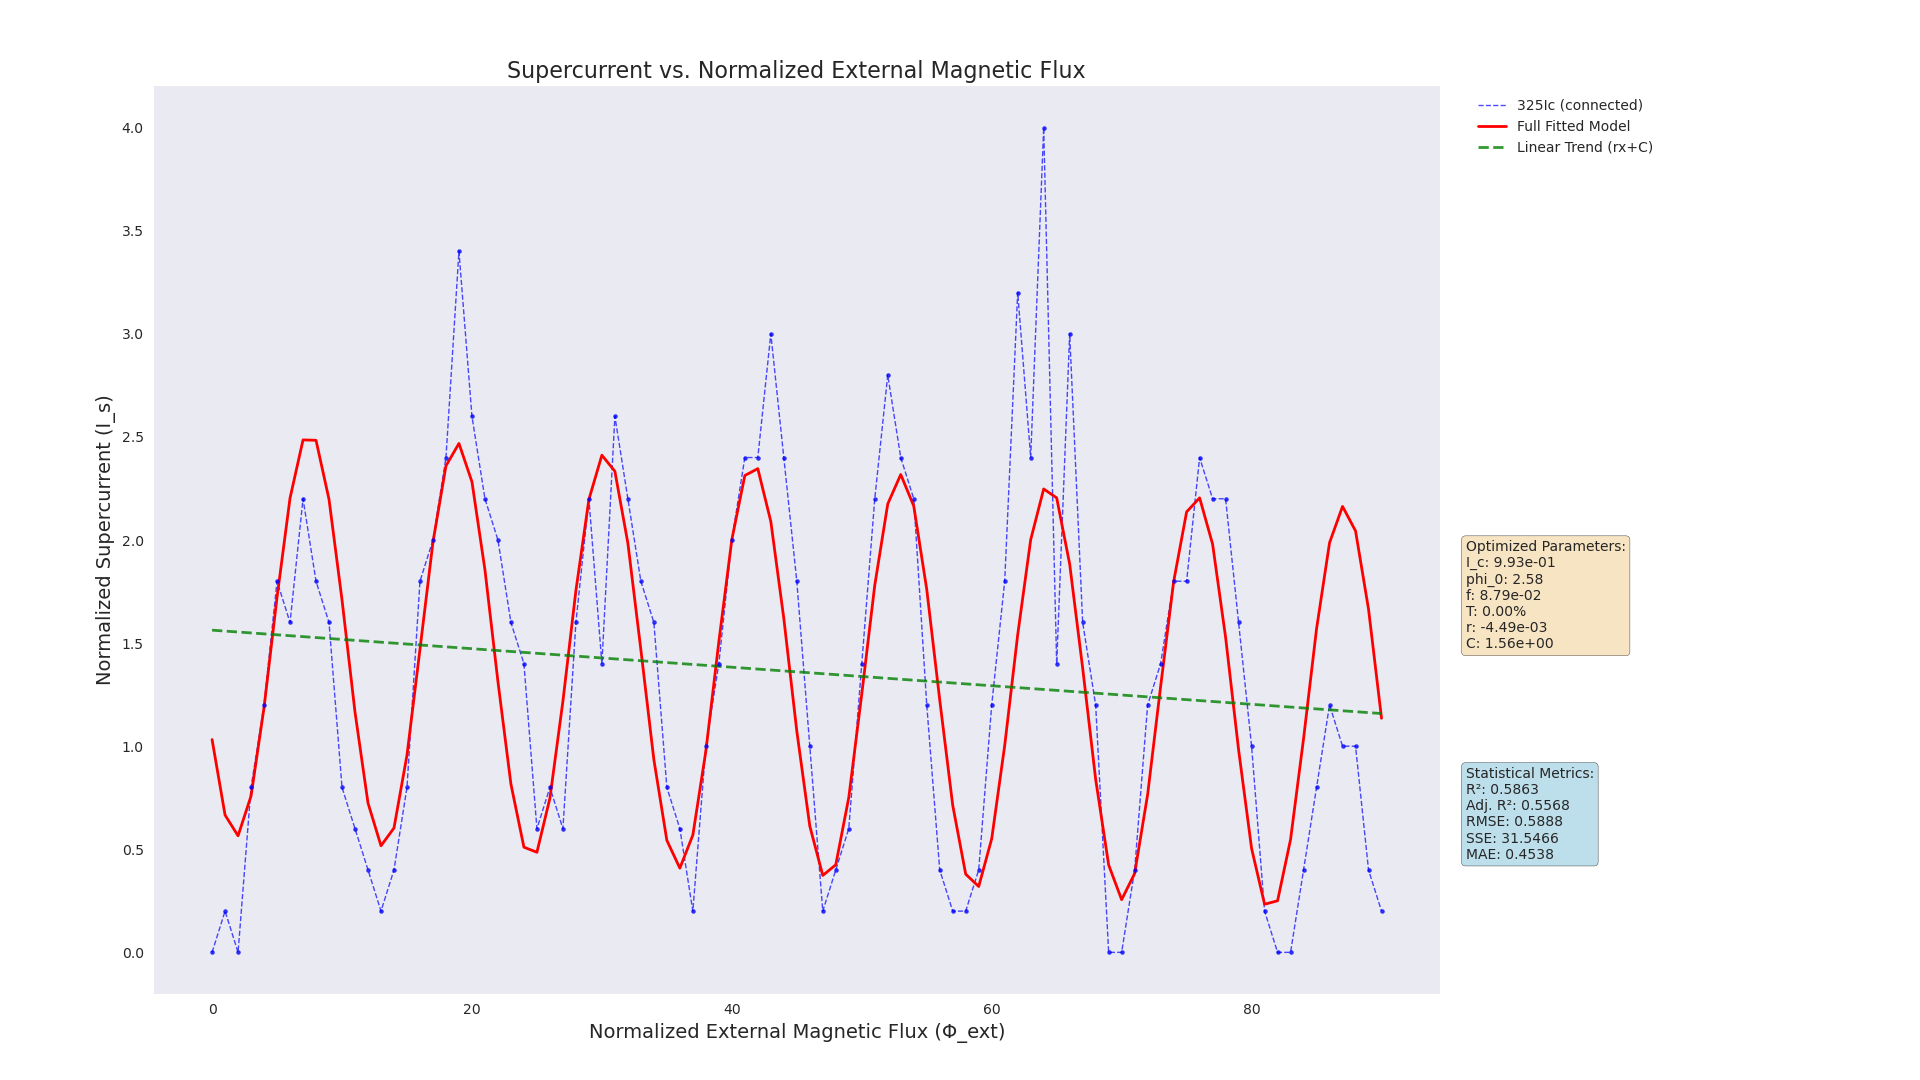 Supercurrent vs. Normalized External Magnetic Flux
4.0
3.5
3.0
2.5
2.0
1.5
1.0
0.5
0.0
Normalized Supercurrent (I_s)
0
20
40
60
80
Normalized External Magnetic Flux (Φ_ext)
325Ic (connected)
Full Fitted Model
Linear Trend (rx+C)
Optimized Parameters:
I_c: 9.93e-01
phi_0: 2.58
f: 8.79e-02
T: 0.00%
r: -4.49e-03
C: 1.56e+00
Statistical Metrics:
R²: 0.5863
Adj. R²: 0.5568
RMSE: 0.5888
SSE: 31.5466
MAE: 0.4538